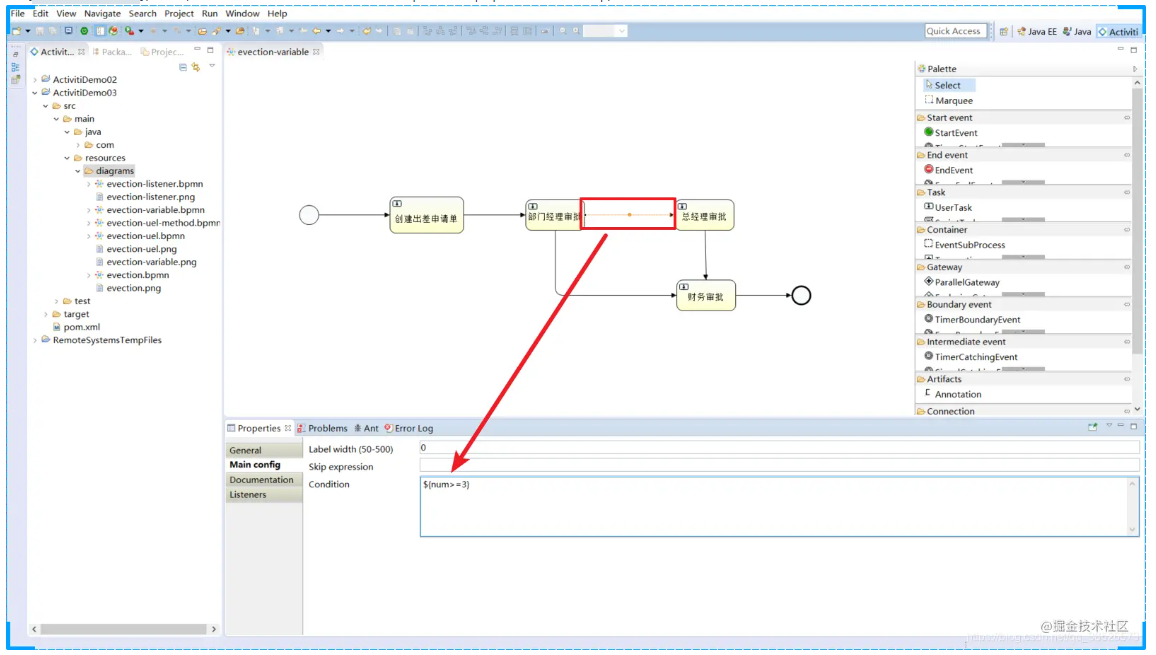 File Edit View Navigate Search Project Run Window Help
Quick Access Java EE Java Activiti
Activit... Packa... Projec... evection-variable
ActivitiDemo02
ActivitiDemo03
src
main
java
com
resources
diagrams
evection-listener.bpmn
evection-listener.png
evection-variable.bpmn
evection-uel-method.bpmn
evection-uel.bpmn
evection-uel.png
evection-variable.png
evection.bpmn
evection.png
test
target
pom.xml
RemoteSystemsTempFiles
创建出差申请单
部门经理审批
总经理审批
财务审批
Palette
Select
Marquee
Start event
StartEvent
End event
EndEvent
Task
UserTask
Container
EventSubProcess
Gateway
ParallelGateway
Boundary event
TimerBoundaryEvent
Intermediate event
TimerCatchingEvent
Artifacts
Annotation
Connection
Properties Problems Ant Error Log
General
Main config
Documentation
Listeners
Label width (50-500) 0
Skip expression
Condition ${num>=3}
@掘金技术社区